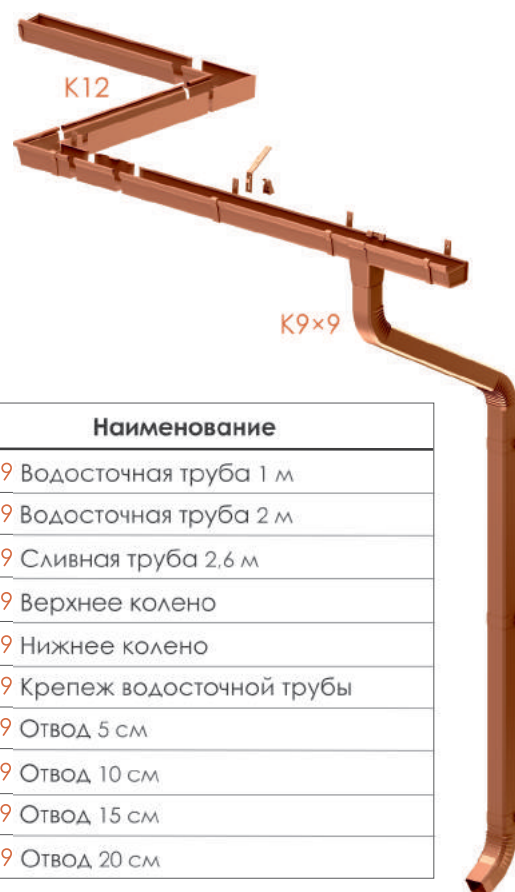 К12
К9×9
Наименование
9 Водосточная труба 1 м
9 Водосточная труба 2 м
9 Сливная труба 2,6 м
9 Верхнее колено
9 Нижнее колено
9 Крепеж водосточной трубы
9 Отвод 5 см
9 Отвод 10 см
9 Отвод 15 см
9 Отвод 20 см